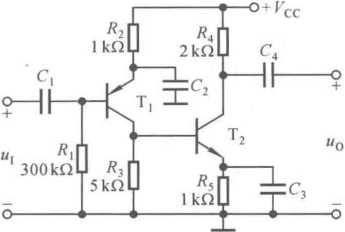 +V_CC
R_2
1 kΩ
R_4
2 kΩ
C_1
C_2
C_4
T_1
T_2
+
+
u_I
R_1
300 kΩ
R_3
5 kΩ
R_5
1 kΩ
C_3
u_O
−
−